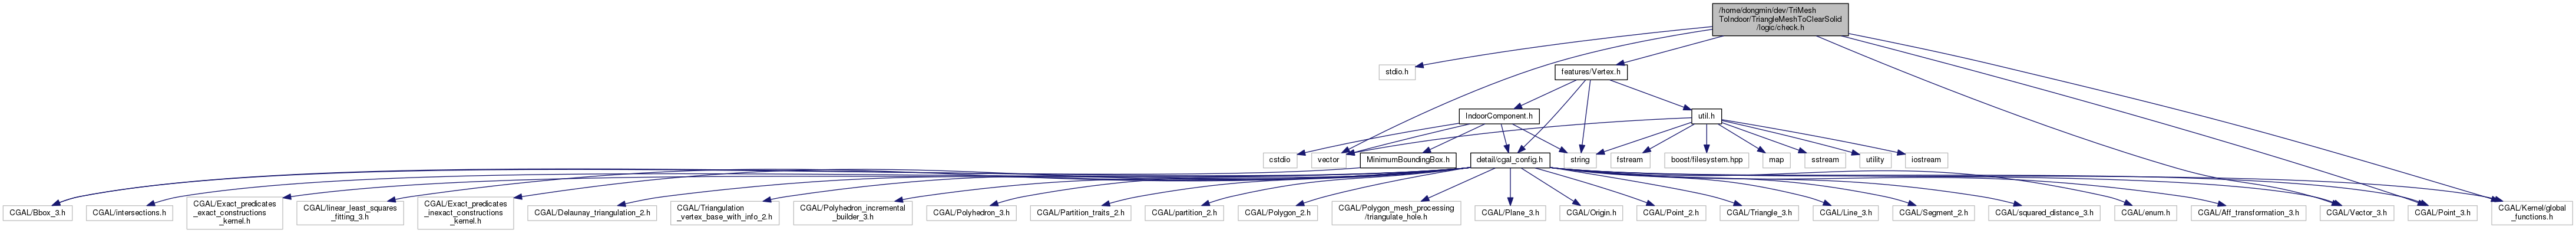 /home/dongmin/dev/TriMesh
ToIndoor/TriangleMeshToClearSolid
/logic/check.h
stdio.h
features/Vertex.h
IndoorComponent.h
util.h
cstdio
vector
MinimumBoundingBox.h
detail/cgal_config.h
string
fstream
boost/filesystem.hpp
map
sstream
utility
iostream
CGAL/Bbox_3.h
CGAL/intersections.h
CGAL/Exact_predicates
_exact_constructions
_kernel.h
CGAL/linear_least_squares
_fitting_3.h
CGAL/Exact_predicates
_inexact_constructions
_kernel.h
CGAL/Delaunay_triangulation_2.h
CGAL/Triangulation
_vertex_base_with_info_2.h
CGAL/Polyhedron_incremental
_builder_3.h
CGAL/Polyhedron_3.h
CGAL/Partition_traits_2.h
CGAL/partition_2.h
CGAL/Polygon_2.h
CGAL/Polygon_mesh_processing
/triangulate_hole.h
CGAL/Plane_3.h
CGAL/Origin.h
CGAL/Point_2.h
CGAL/Triangle_3.h
CGAL/Line_3.h
CGAL/Segment_2.h
CGAL/squared_distance_3.h
CGAL/enum.h
CGAL/Aff_transformation_3.h
CGAL/Vector_3.h
CGAL/Point_3.h
CGAL/Kernel/global
_functions.h